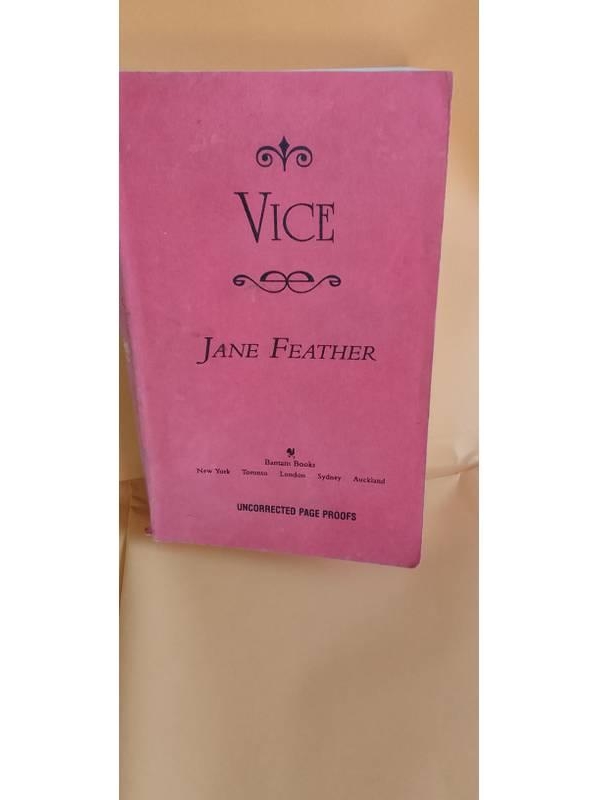 VICE
JANE FEATHER
Bantam Books
New York Toronto London Sydney Auckland
UNCORRECTED PAGE PROOFS